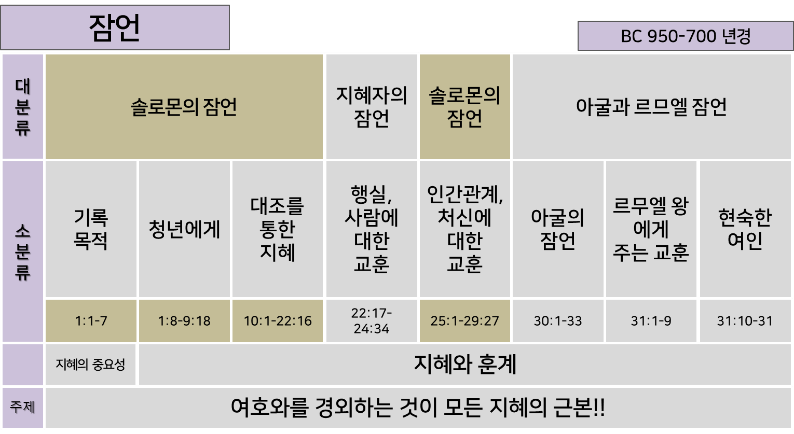 잠언
BC 950-700 년경
대
분
류
솔로몬의 잠언
지혜자의
잠언
솔로몬의
잠언
아굴과 르므엘 잠언
소
분
류
기록
목적
청년에게
대조를
통한
지혜
행실,
사람에
대한
교훈
인간관계,
처신에
대한
교훈
아굴의
잠언
르무엘 왕
에게
주는 교훈
현숙한
여인
1:1-7
1:8-9:18
10:1-22:16
22:17-
24:34
25:1-29:27
30:1-33
31:1-9
31:10-31
지혜의 중요성
지혜와 훈계
주제
여호와를 경외하는 것이 모든 지혜의 근본!!